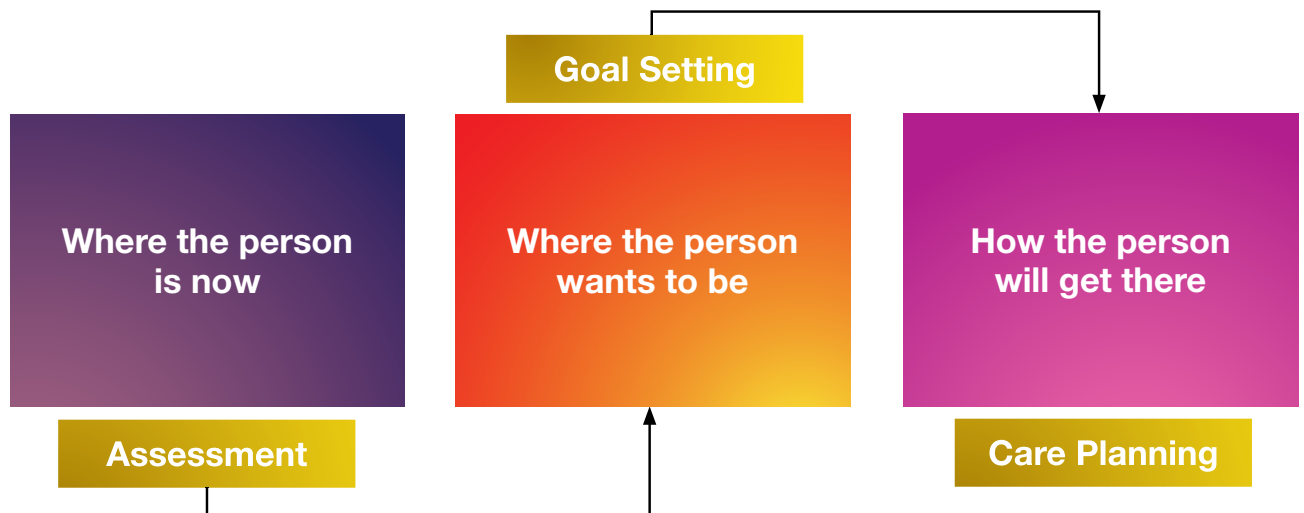 Goal Setting
Where the person
is now
Where the person
wants to be
How the person
will get there
Assessment
Care Planning